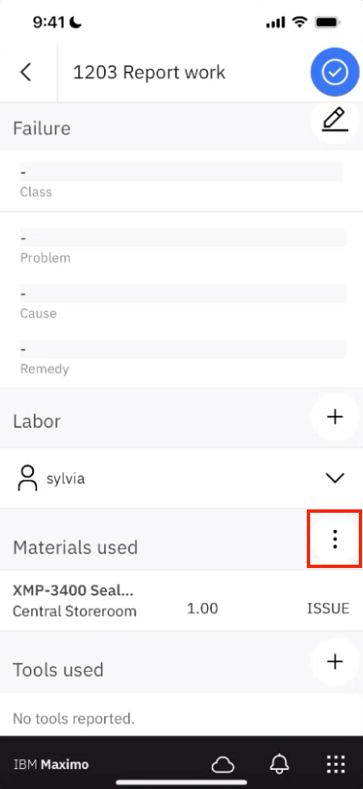 9:41
1203 Report work
Failure
-
Class
-
Problem
-
Cause
-
Remedy
Labor
sylvia
Materials used
XMP-3400 Seal...
Central Storeroom 1.00 ISSUE
Tools used
No tools reported.
IBM Maximo